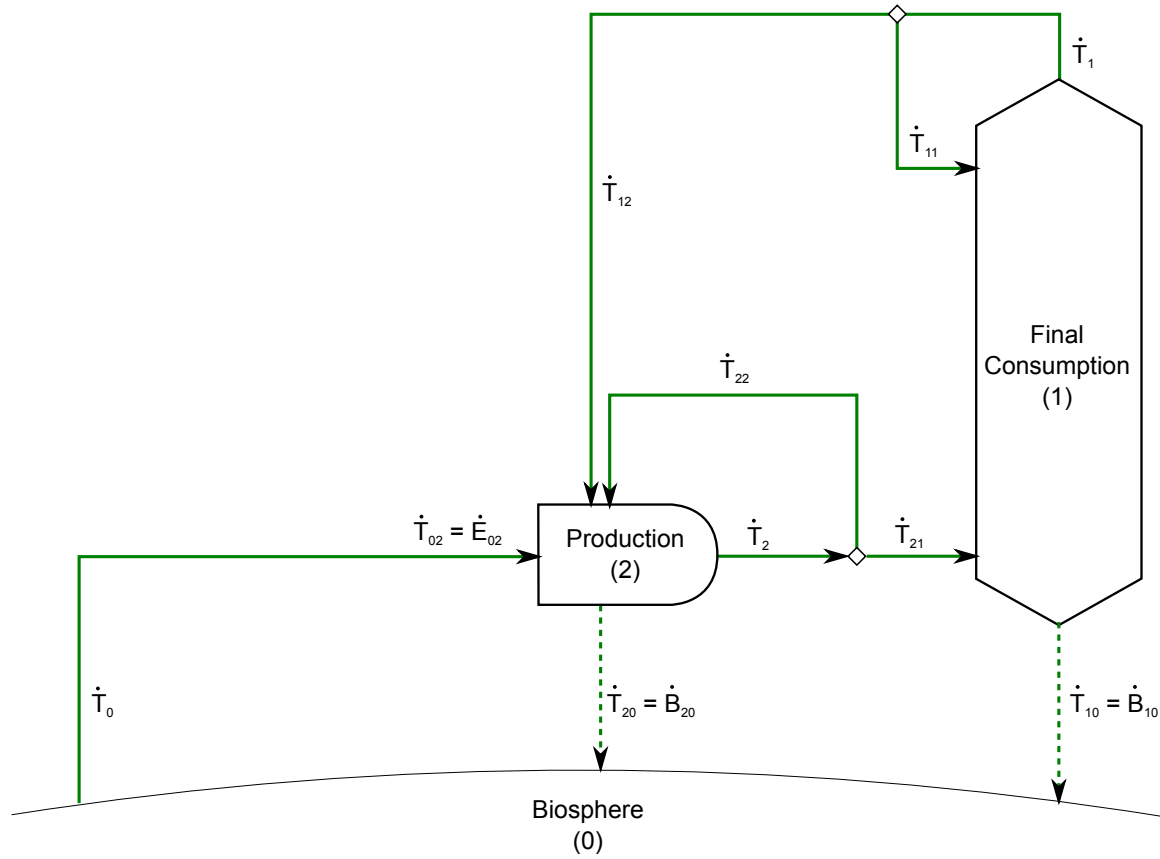 Ṫ₁
Ṫ₁₁
Ṫ₁₂
Final
Consumption
(1)
Ṫ₂₂
Ṫ₀₂ = Ė₀₂
Production
(2)
Ṫ₂
Ṫ₂₁
Ṫ₀
Ṫ₂₀ = Ḃ₂₀
Ṫ₁₀ = Ḃ₁₀
Biosphere
(0)